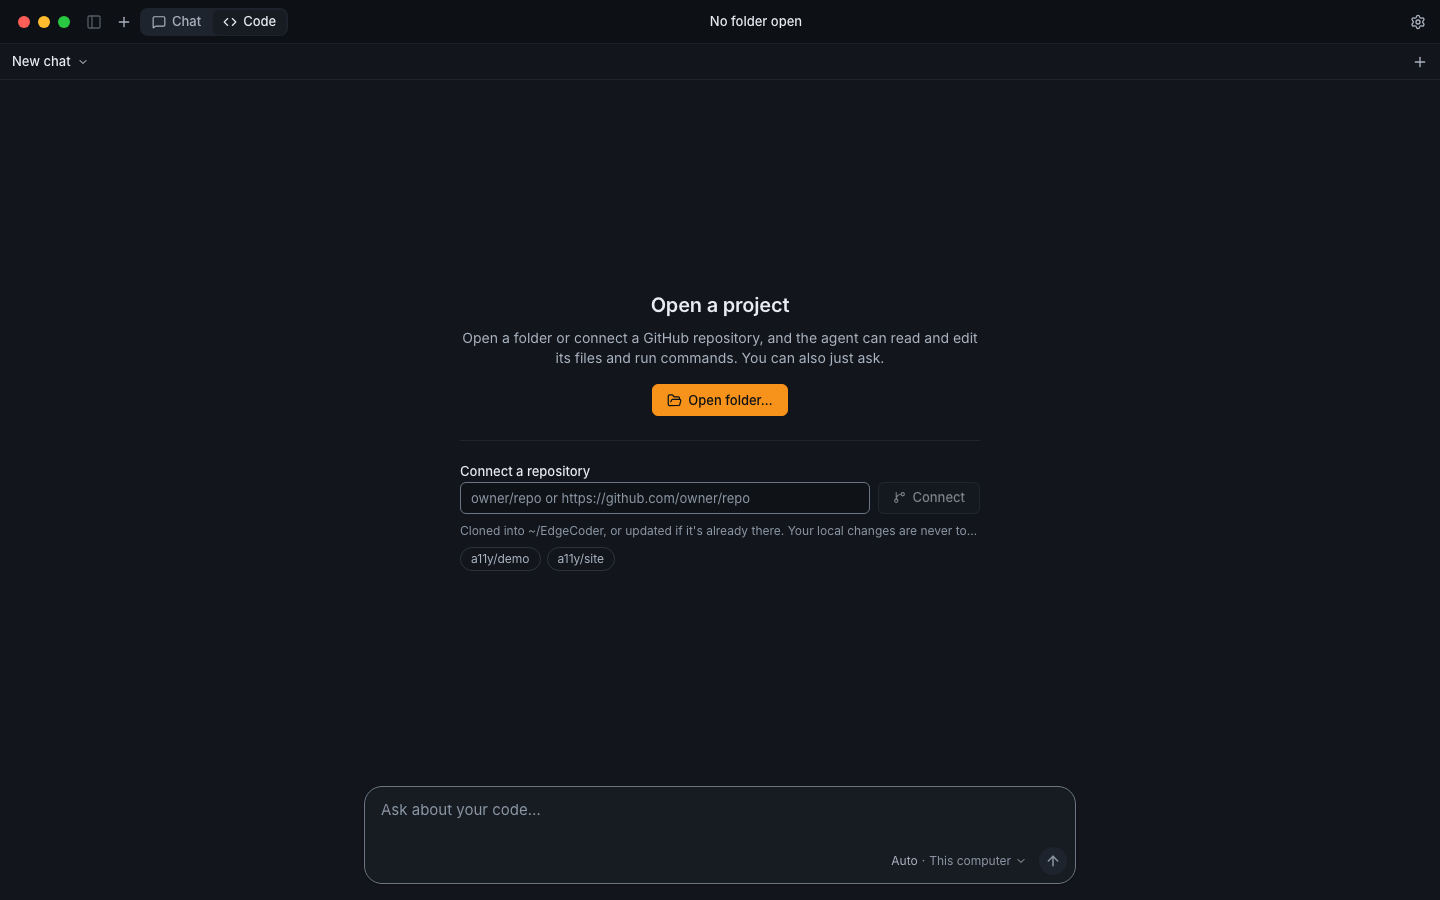 Chat
Code
No folder open
New chat
Open a project
Open a folder or connect a GitHub repository, and the agent can read and edit
its files and run commands. You can also just ask.
Open folder...
Connect a repository
owner/repo or https://github.com/owner/repo
Connect
Cloned into ~/EdgeCoder, or updated if it's already there. Your local changes are never to...
a11y/demo
a11y/site
Ask about your code...
Auto · This computer